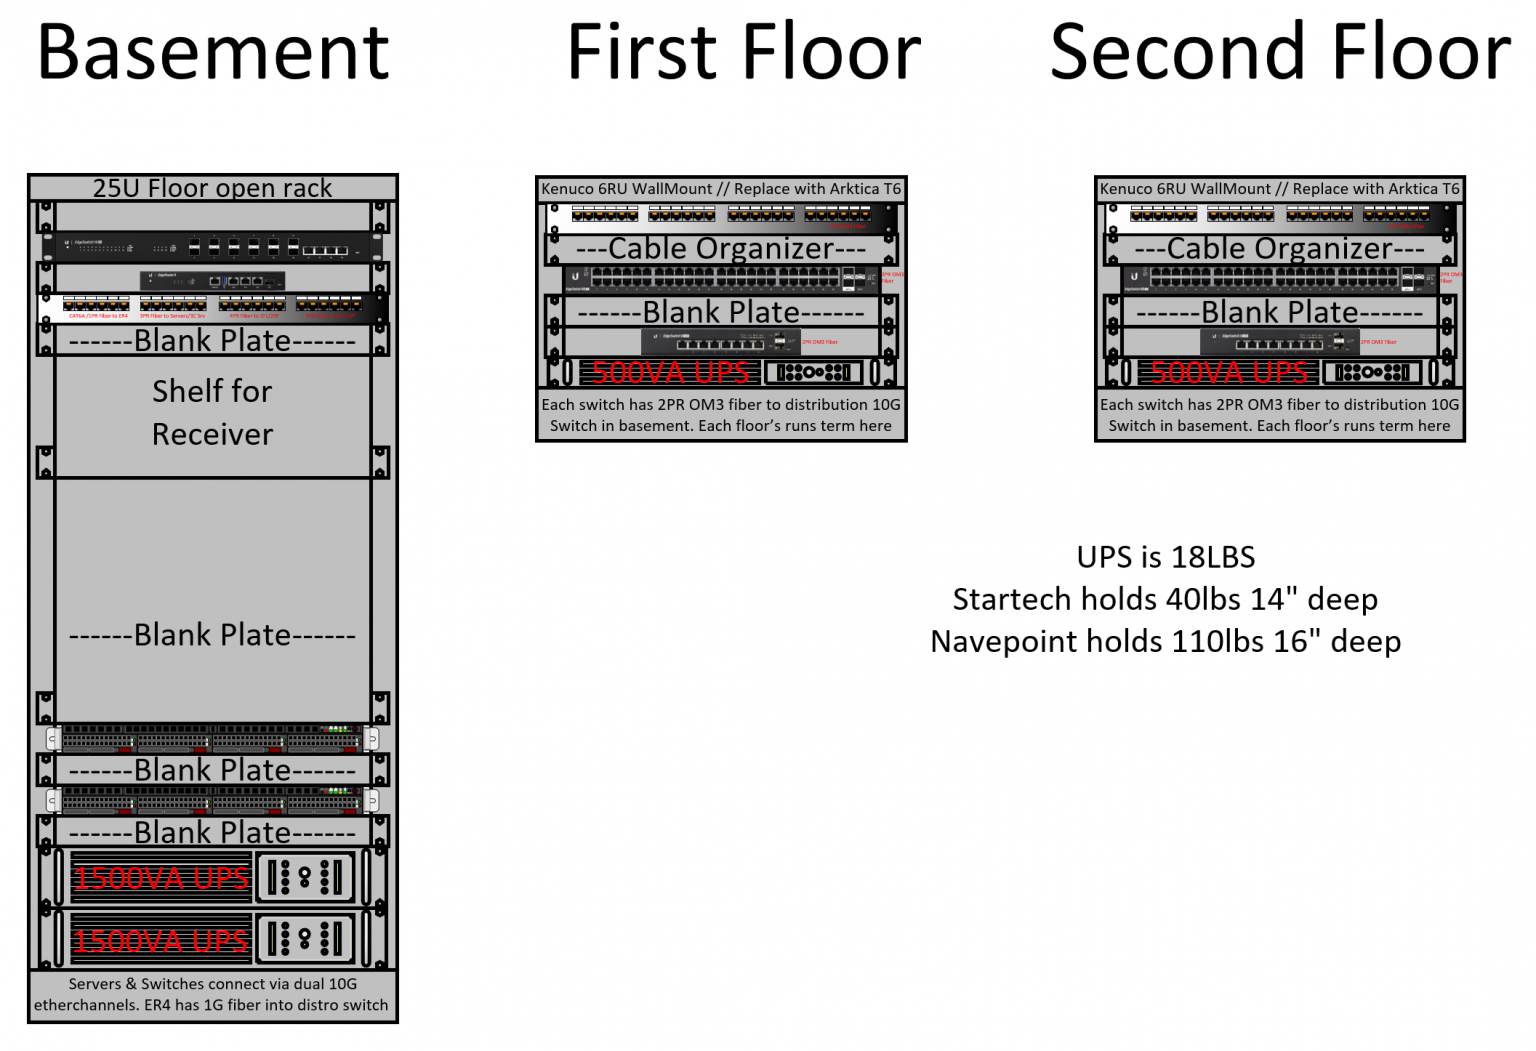 Basement
First Floor
Second Floor
25U Floor open rack
CAT6A /1PR Fiber to ER4
3PR Fiber to Servers/3C Srv
4PR Fiber to 1FL/2SP
------Blank Plate------
Shelf for
Receiver
------Blank Plate------
------Blank Plate------
------Blank Plate------
1500VA UPS
1500VA UPS
Servers & Switches connect via dual 10G
etherchannels. ER4 has 1G fiber into distro switch
Kenuco 6RU WallMount // Replace with Arktica T6
---Cable Organizer---
2PR OM3
Fiber
------Blank Plate------
2PR OM3 Fiber
500VA UPS
Each switch has 2PR OM3 fiber to distribution 10G
Switch in basement. Each floor's runs term here
Kenuco 6RU WallMount // Replace with Arktica T6
---Cable Organizer---
2PR OM3
Fiber
------Blank Plate------
2PR OM3 Fiber
500VA UPS
Each switch has 2PR OM3 fiber to distribution 10G
Switch in basement. Each floor's runs term here
UPS is 18LBS
Startech holds 40lbs 14" deep
Navepoint holds 110lbs 16" deep